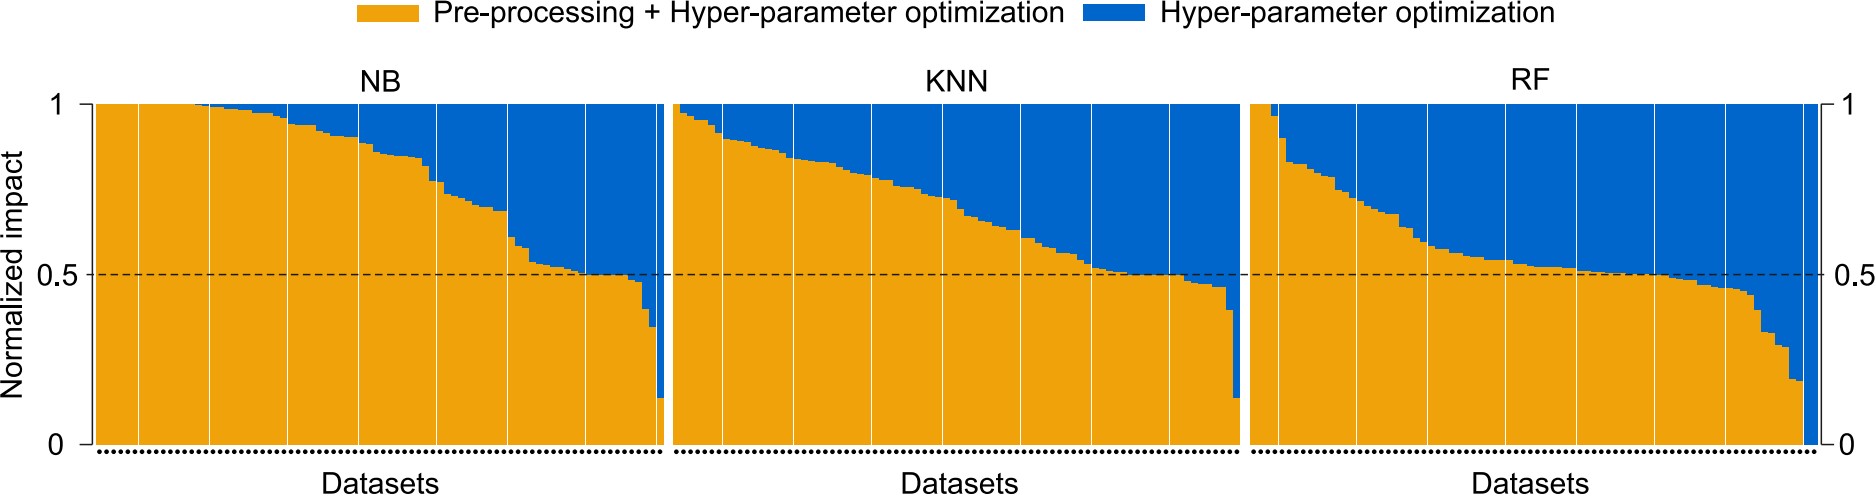 Pre-processing + Hyper-parameter optimization Hyper-parameter optimization
NB KNN RF
1 1
0.5 0.5
0 0
Normalized impact
Datasets Datasets Datasets